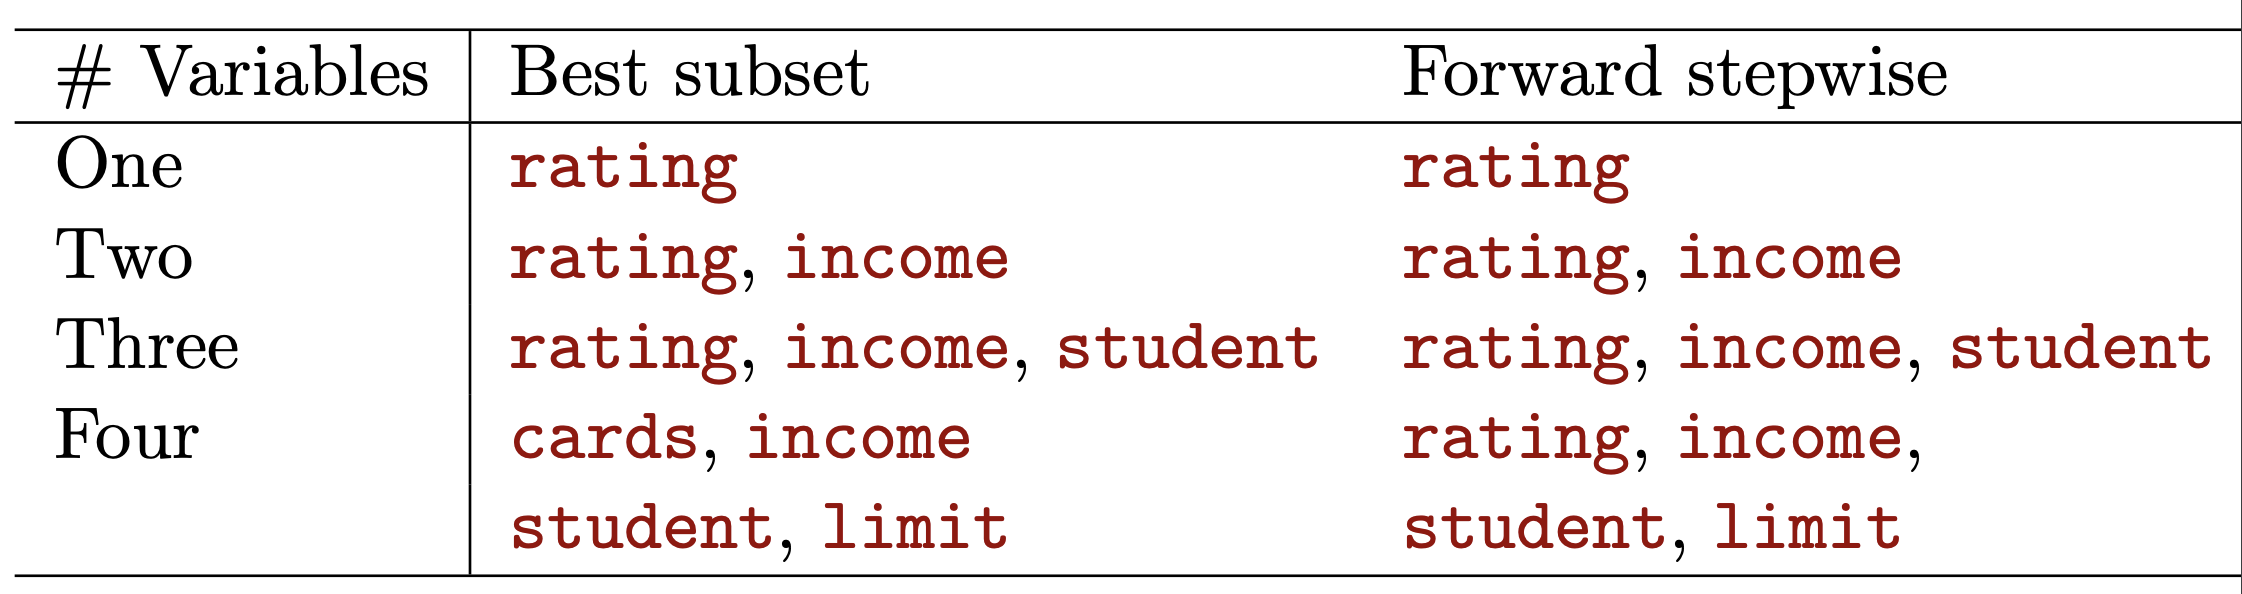 # Variables Best subset Forward stepwise
One rating rating
Two rating, income rating, income
Three rating, income, student rating, income, student
Four cards, income rating, income,
student, limit student, limit